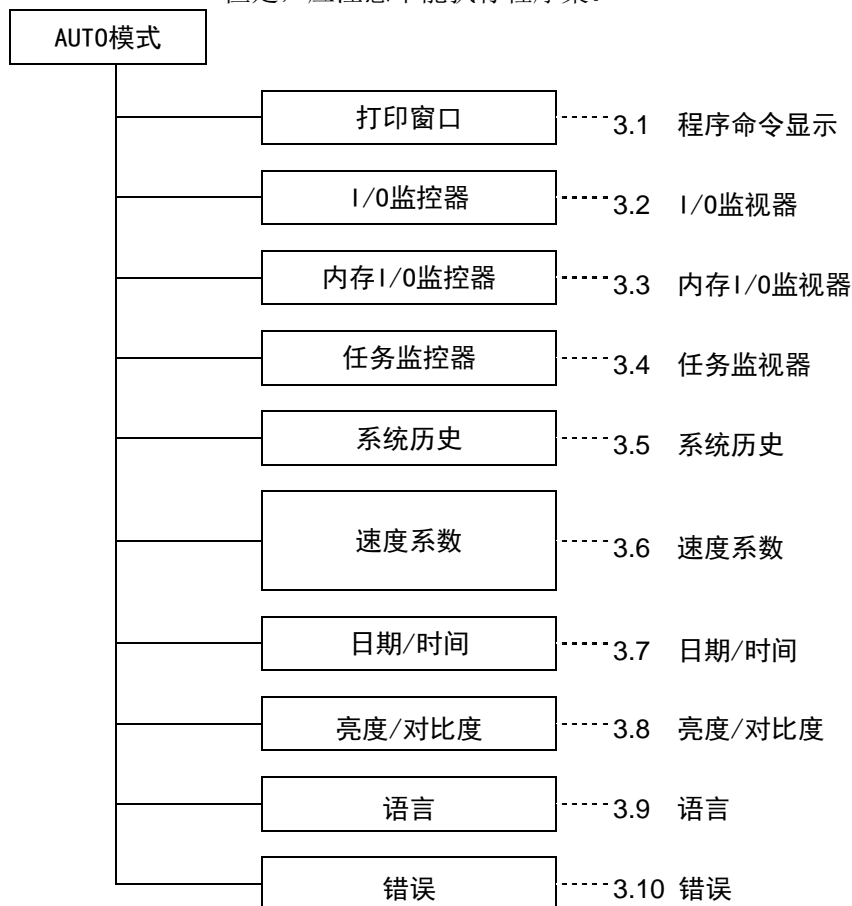 AUTO模式
打印窗口 3.1 程序命令显示
I/O监控器 3.2 I/O监视器
内存I/O监控器 3.3 内存I/O监视器
任务监控器 3.4 任务监视器
系统历史 3.5 系统历史
速度系数 3.6 速度系数
日期/时间 3.7 日期/时间
亮度/对比度 3.8 亮度/对比度
语言 3.9 语言
错误 3.10 错误